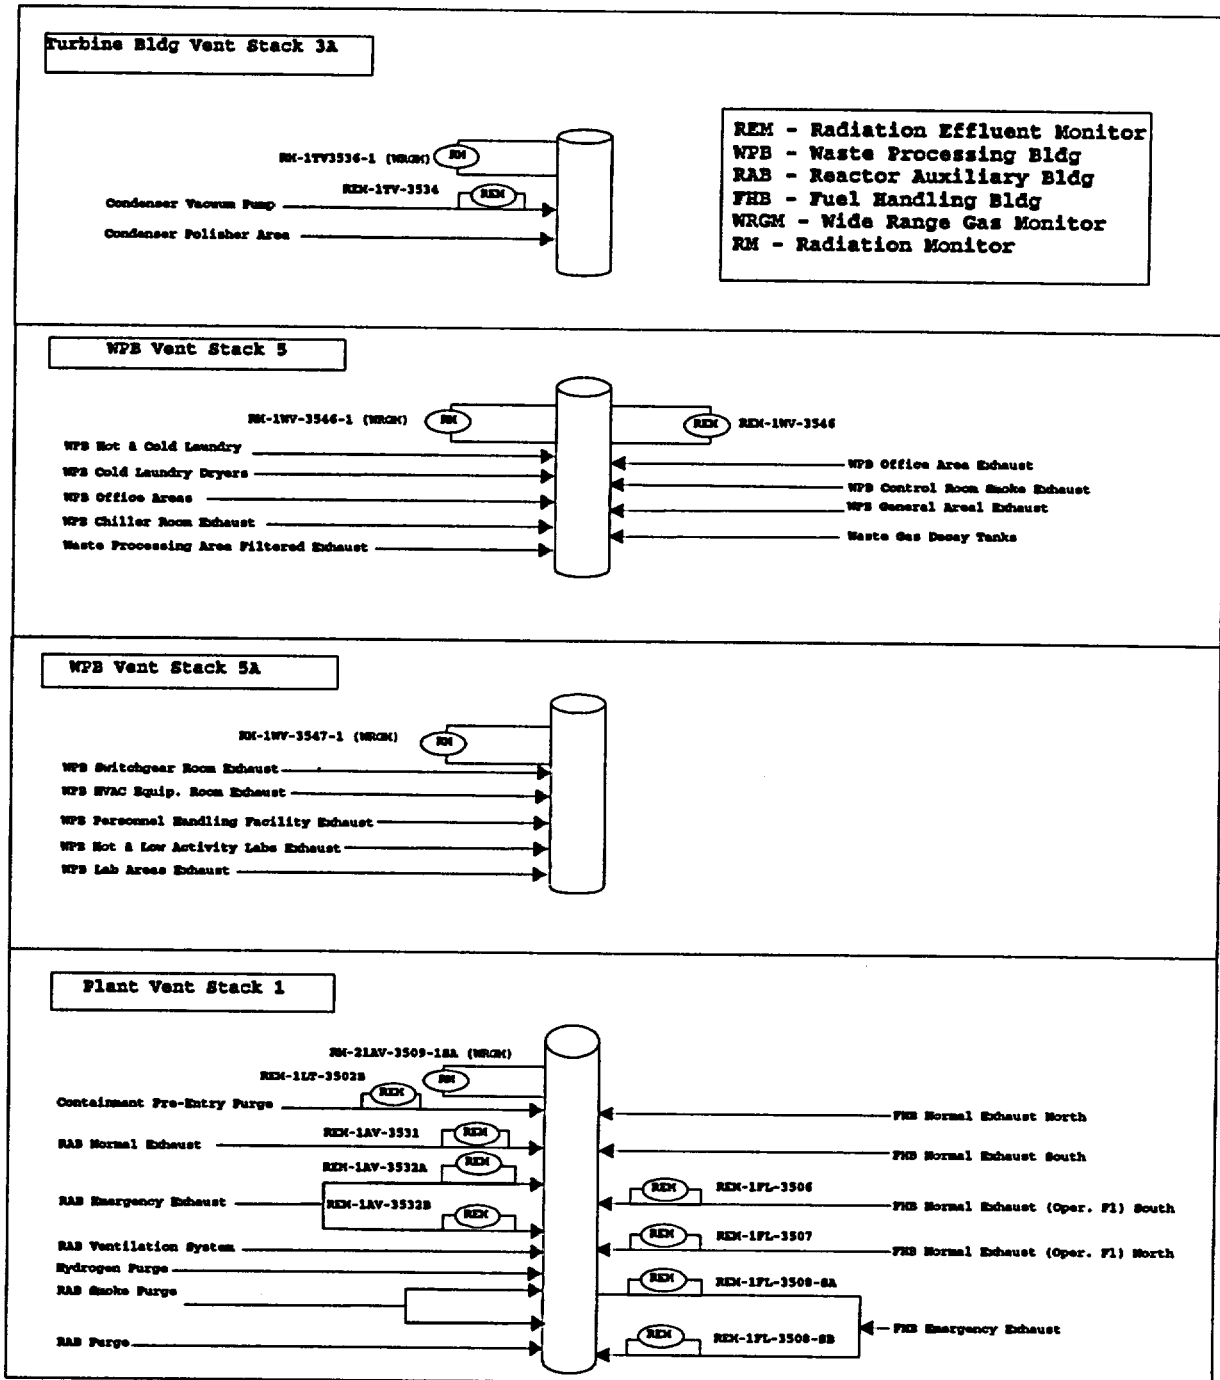 Turbine Bldg Vent Stack 3A
REM - Radiation Effluent Monitor
WPB - Waste Processing Bldg
RAB - Reactor Auxiliary Bldg
FHB - Fuel Handling Bldg
WRGM - Wide Range Gas Monitor
RM - Radiation Monitor
RM-1TV3536-1 (WRGM)
RM
REM-1TV-3534
REM
Condenser Vacuum Pump
Condenser Polisher Area
WPB Vent Stack 5
RM-1WV-3546-1 (WRGM)
RM
REM
REM-1WV-3546
WPB Hot & Cold Laundry
WPB Cold Laundry Dryers
WPB Office Areas
WPB Chiller Room Exhaust
Waste Processing Area Filtered Exhaust
WPB Office Area Exhaust
WPB Control Room Smoke Exhaust
WPB General Areal Exhaust
Waste Gas Decay Tanks
WPB Vent Stack 5A
RM-1WV-3547-1 (WRGM)
RM
WPB Switchgear Room Exhaust
WPB HVAC Equip. Room Exhaust
WPB Personnel Handling Facility Exhaust
WPB Hot & Low Activity Labs Exhaust
WPB Lab Areas Exhaust
Plant Vent Stack 1
RM-21AV-3509-1SA (WRGM)
RM
REM-1LT-3502B
REM
Containment Pre-Entry Purge
REM-1AV-3531
REM
RAB Normal Exhaust
REM-1AV-3532A
REM
RAB Emergency Exhaust
REM-1AV-3532B
REM
RAB Ventilation System
Hydrogen Purge
RAB Smoke Purge
RAB Purge
FHB Normal Exhaust North
FHB Normal Exhaust South
REM
REM-1FL-3506
FHB Normal Exhaust (Oper. Fl) South
REM
REM-1FL-3507
FHB Normal Exhaust (Oper. Fl) North
REM
REM-1FL-3508-SA
FHB Emergency Exhaust
REM
REM-1FL-3508-SB